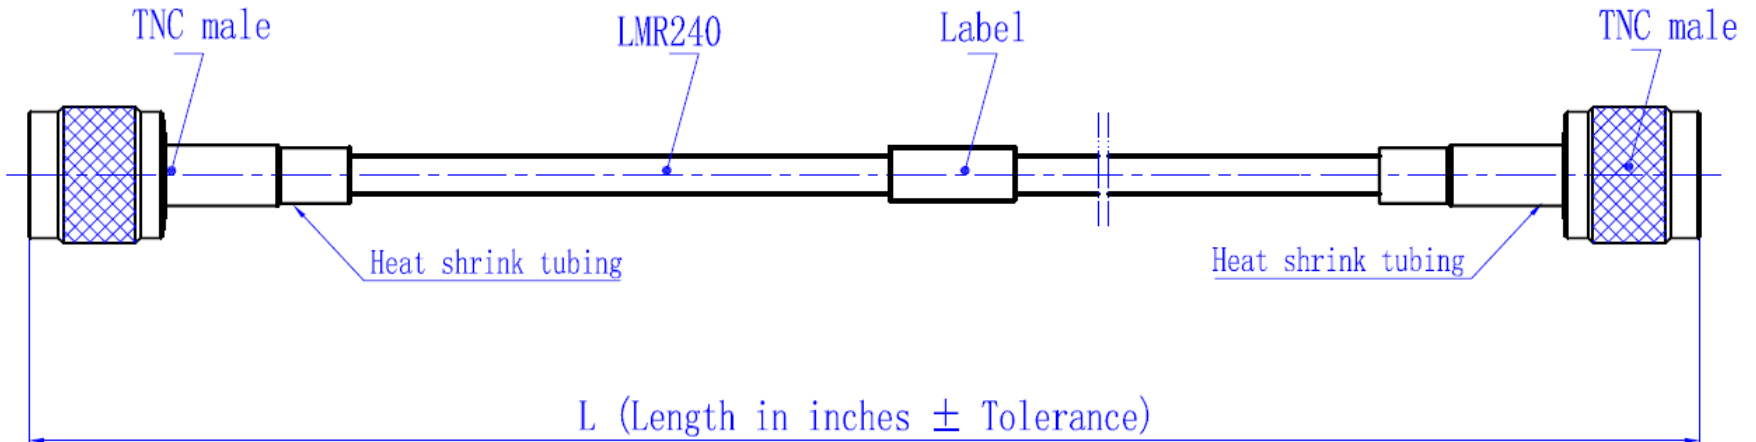 TNC male
LMR240
Label
TNC male
Heat shrink tubing
Heat shrink tubing
L (Length in inches ± Tolerance)